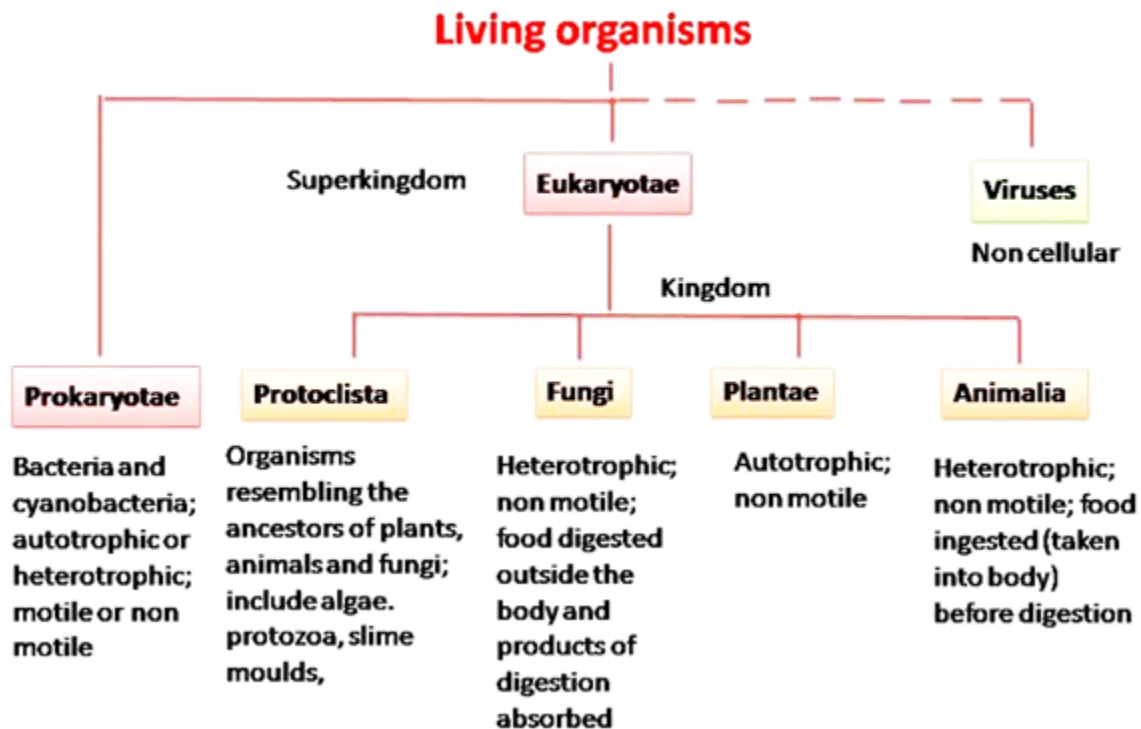 Living organisms
Superkingdom
Eukaryotae
Viruses
Non cellular
Kingdom
Prokaryotae
Bacteria and
cyanobacteria;
autotrophic or
heterotrophic;
motile or non
motile
Protoclista
Organisms
resembling the
ancestors of plants,
animals and fungi;
include algae.
protozoa, slime
moulds,
Fungi
Heterotrophic;
non motile;
food digested
outside the
body and
products of
digestion
absorbed
Plantae
Autotrophic;
non motile
Animalia
Heterotrophic;
non motile; food
ingested (taken
into body)
before digestion